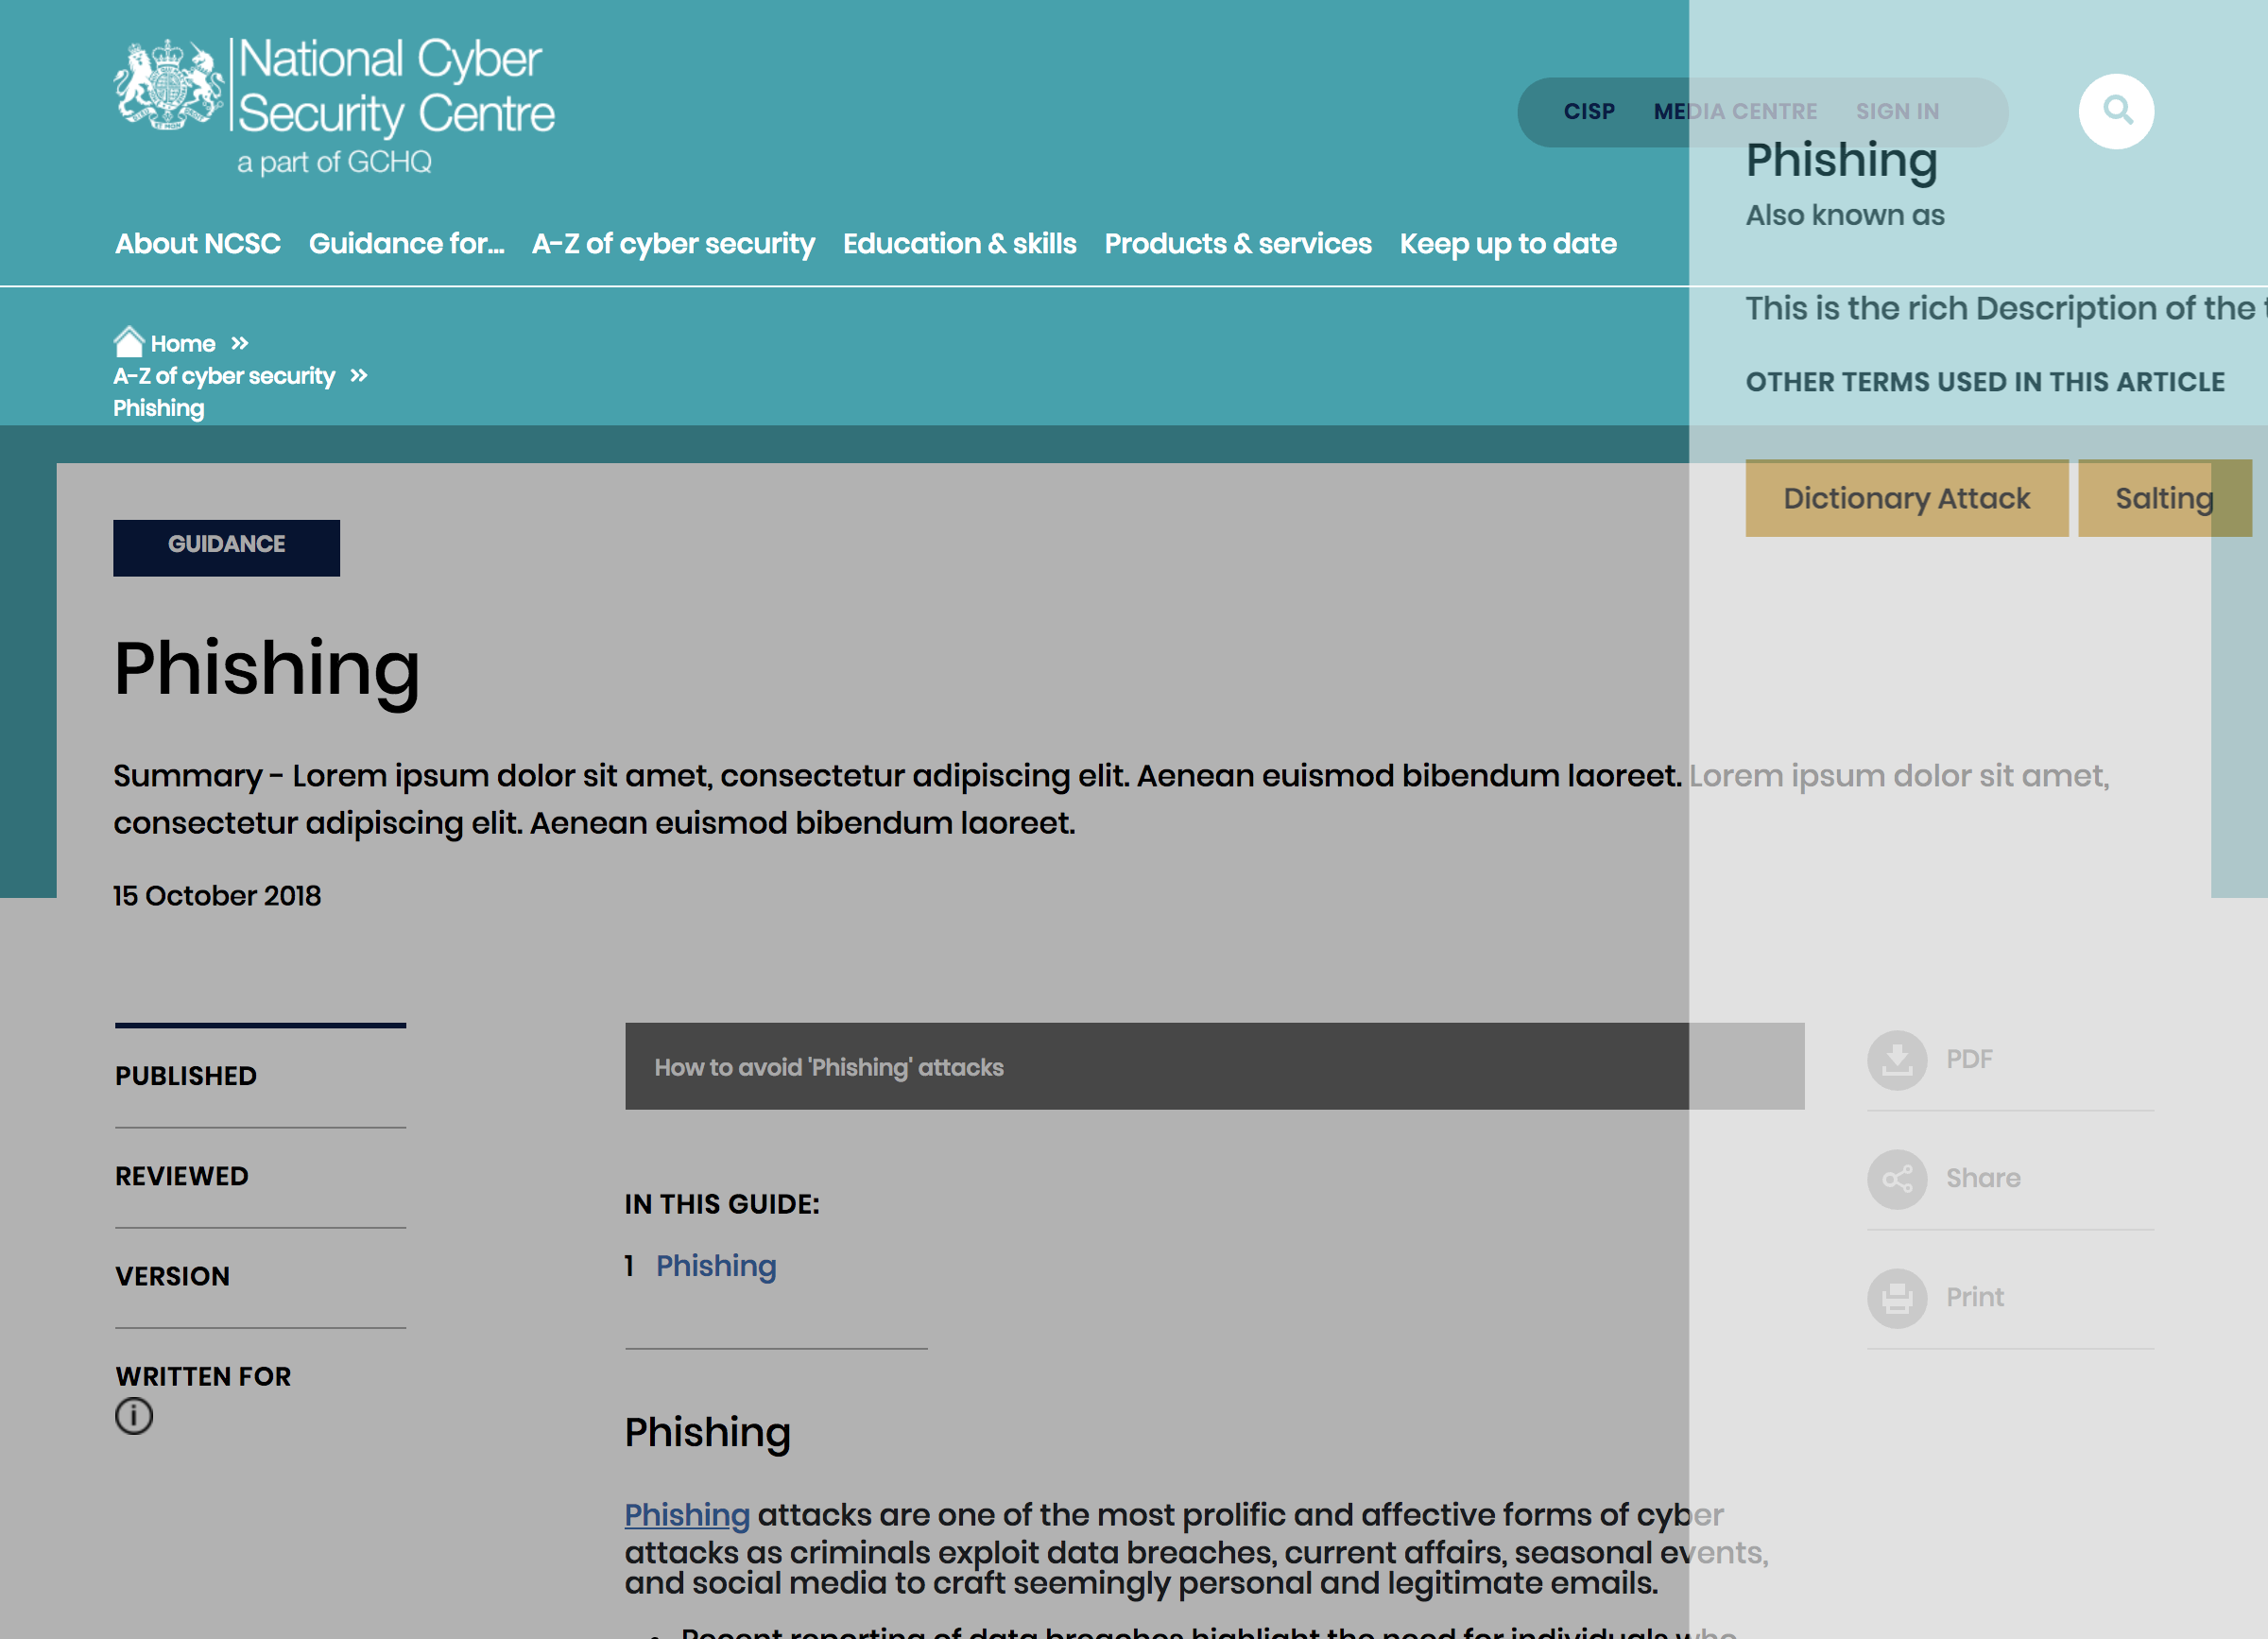 National Cyber
Security Centre
a part of GCHQ
CISP MEDIA CENTRE SIGN IN
About NCSC Guidance for... A-Z of cyber security Education & skills Products & services Keep up to date
Home »
A-Z of cyber security »
Phishing
Phishing
Also known as
This is the rich Description of the
OTHER TERMS USED IN THIS ARTICLE
Dictionary Attack Salting
GUIDANCE
Phishing
Summary - Lorem ipsum dolor sit amet, consectetur adipiscing elit. Aenean euismod bibendum laoreet. Lorem ipsum dolor sit amet,
consectetur adipiscing elit. Aenean euismod bibendum laoreet.
15 October 2018
PUBLISHED
REVIEWED
VERSION
WRITTEN FOR
How to avoid 'Phishing' attacks
IN THIS GUIDE:
1 Phishing
Phishing
Phishing attacks are one of the most prolific and affective forms of cyber
attacks as criminals exploit data breaches, current affairs, seasonal events,
and social media to craft seemingly personal and legitimate emails.
• Recent reporting of data breaches highlight the need for individuals who
PDF
Share
Print